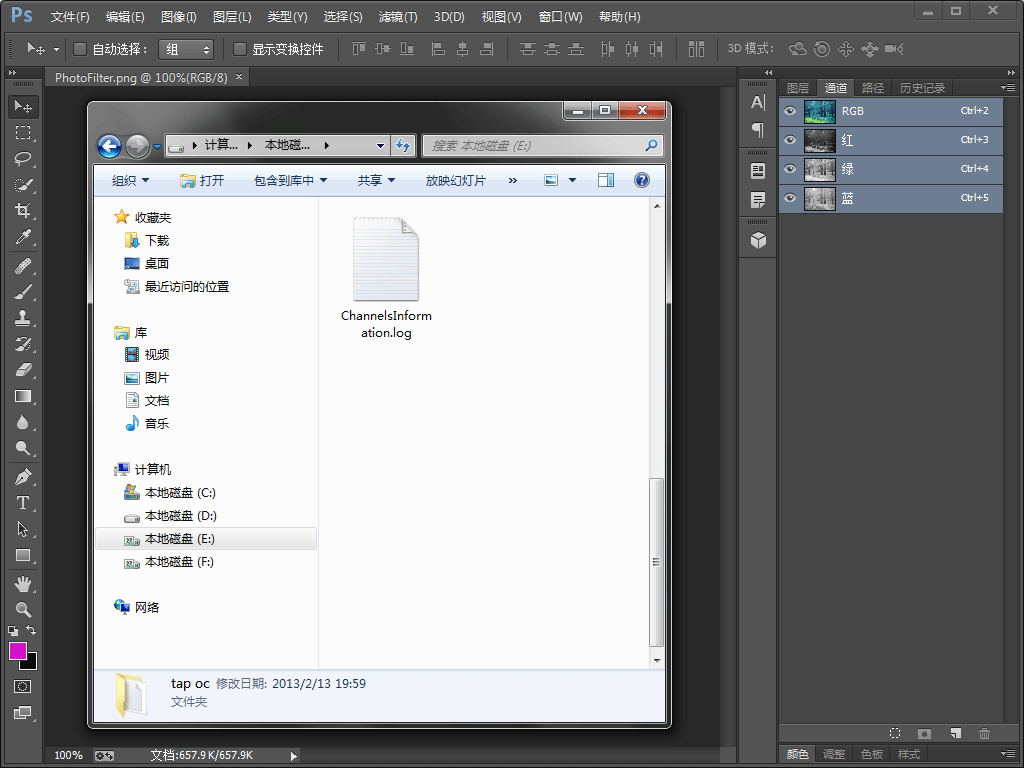 Ps 文件(F) 编辑(E) 图像(I) 图层(L) 类型(Y) 选择(S) 滤镜(T) 3D(D) 视图(V) 窗口(W) 帮助(H)
自动选择： 组 显示变换控件 3D 模式：
PhotoFilter.png @ 100%(RGB/8) ×
计算... 本地磁... 搜索 本地磁盘 (E:)
组织 打开 包含到库中 共享 放映幻灯片 »
收藏夹
下载
桌面
最近访问的位置
库
视频
图片
文档
音乐
计算机
本地磁盘 (C:)
本地磁盘 (D:)
本地磁盘 (E:)
本地磁盘 (F:)
网络
ChannelsInform
ation.log
tap oc 修改日期: 2013/2/13 19:59
文件夹
图层 通道 路径 历史记录
RGB Ctrl+2
红 Ctrl+3
绿 Ctrl+4
蓝 Ctrl+5
颜色 调整 色板 样式
100% 文档:657.9K/657.9K